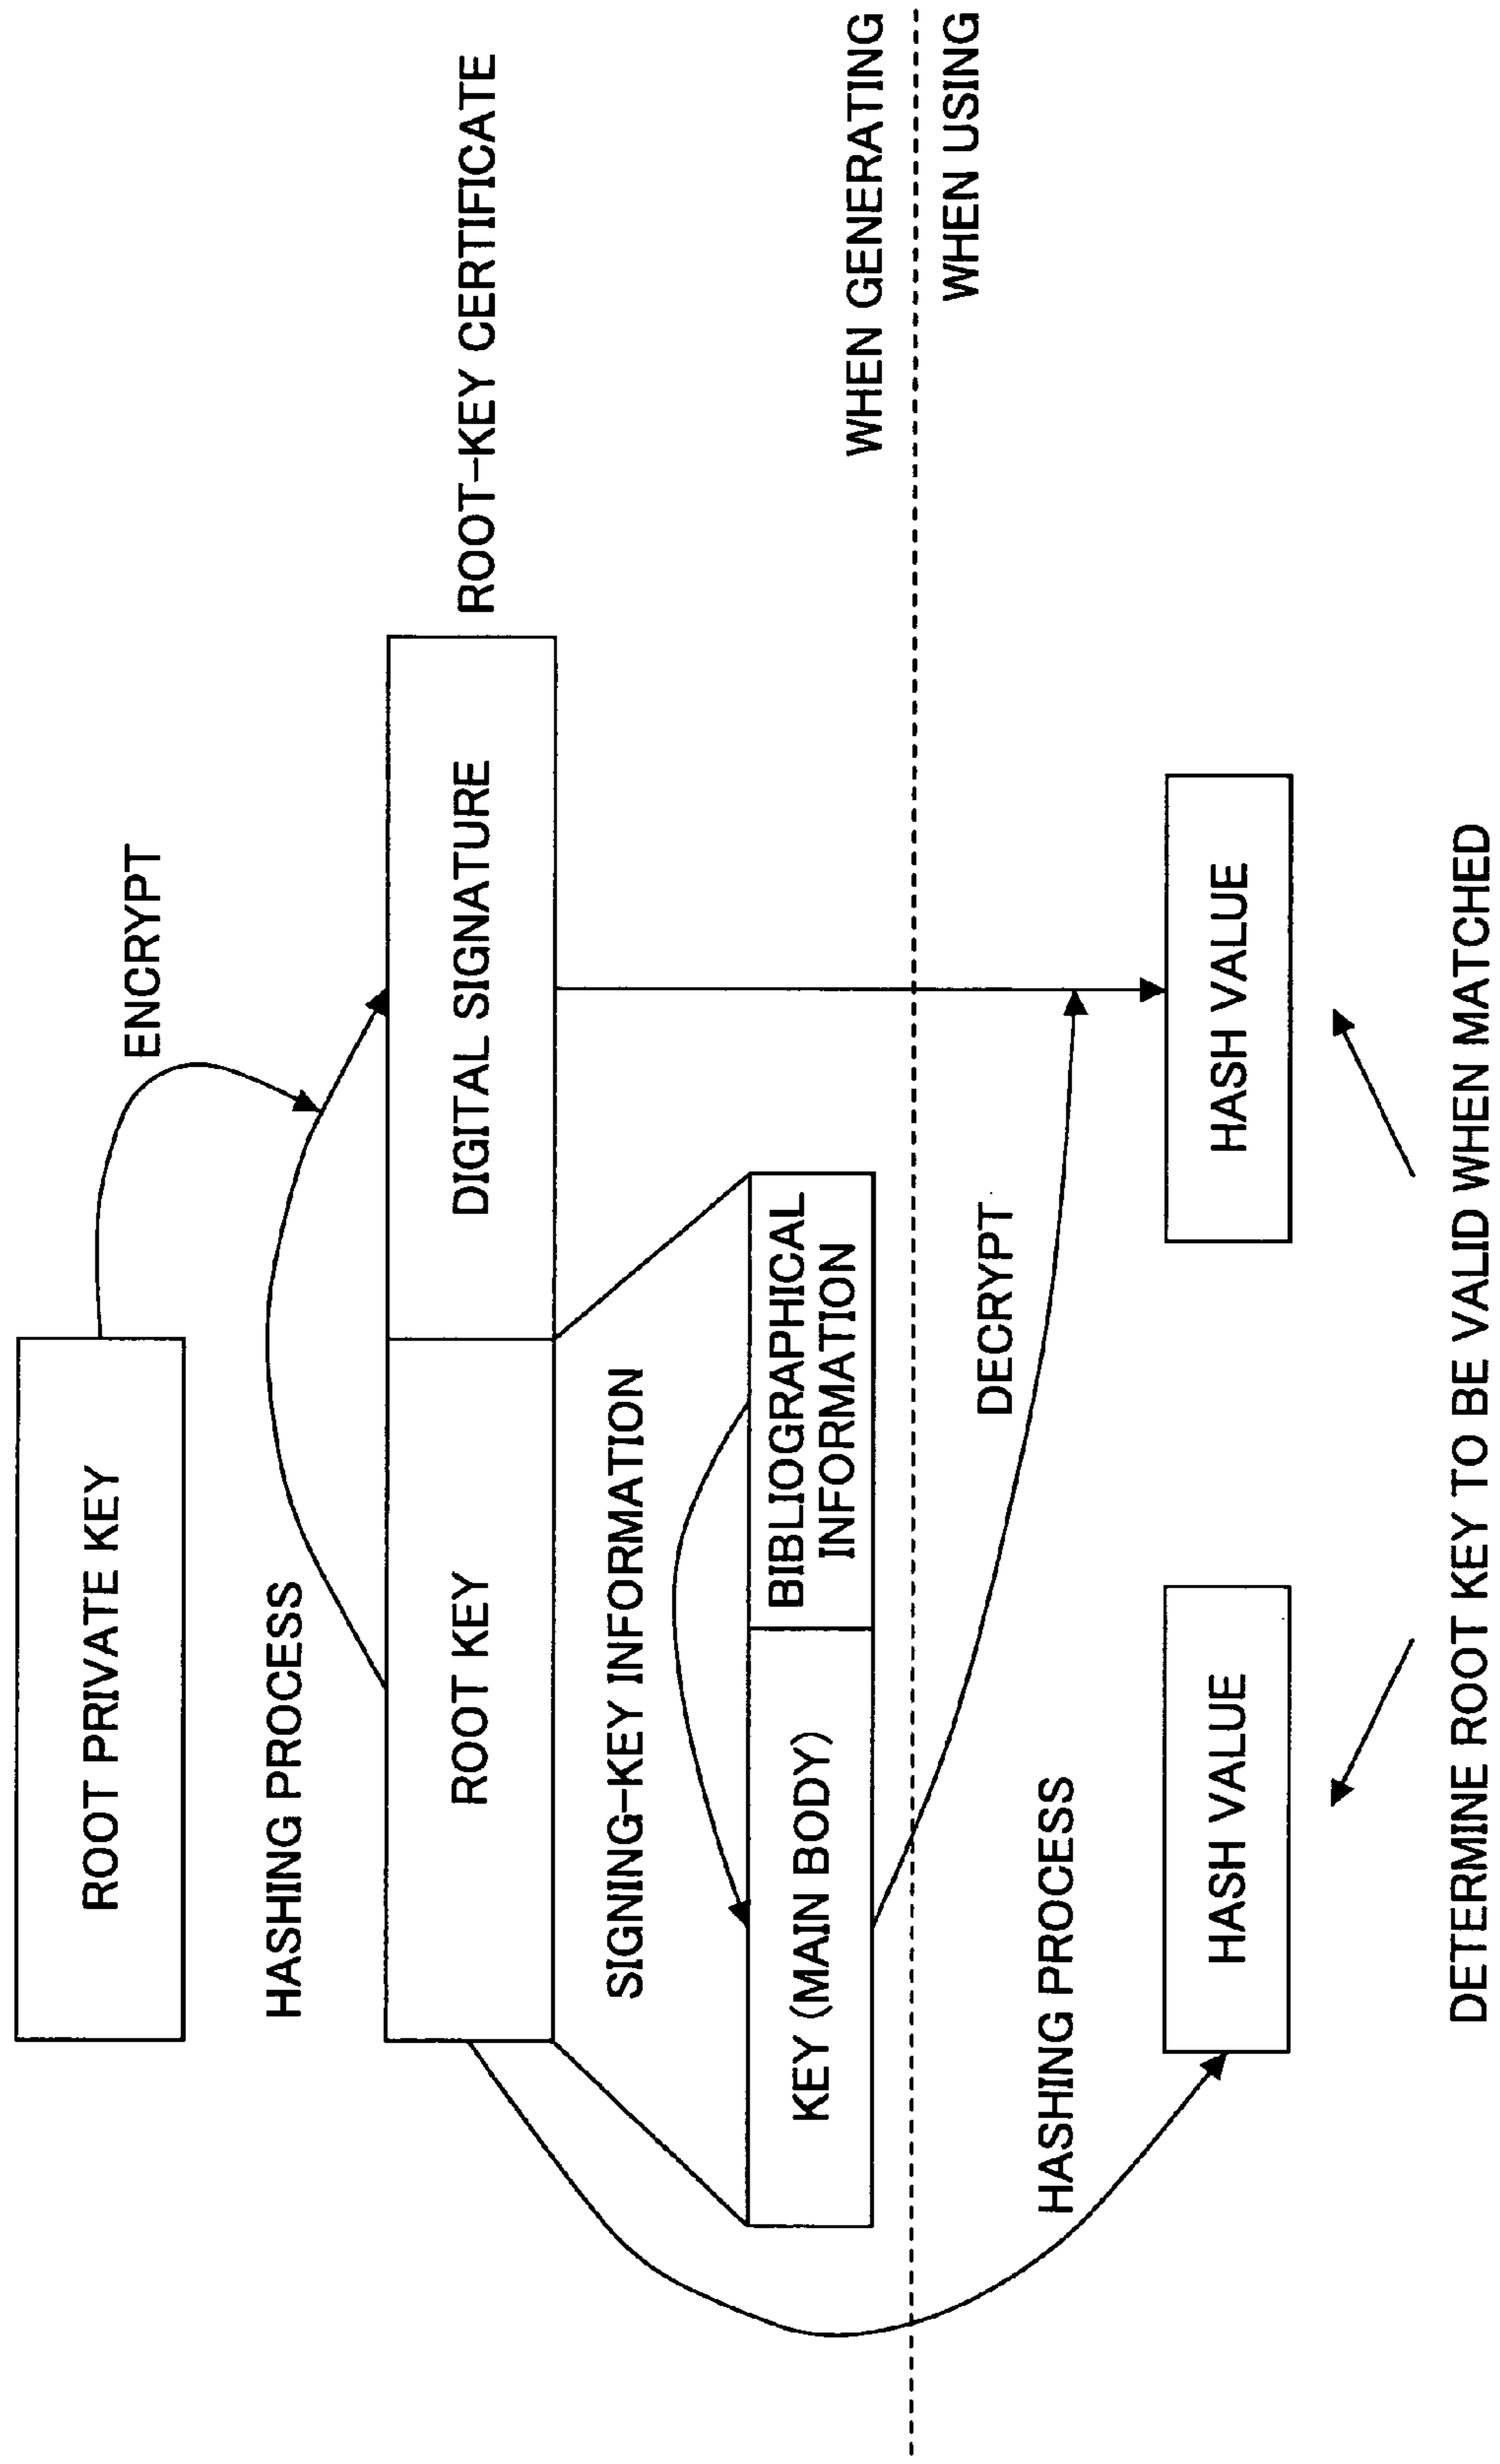 ROOT PRIVATE KEY
ENCRYPT
HASHING PROCESS
ROOT KEY
DIGITAL SIGNATURE
ROOT-KEY CERTIFICATE
SIGNING-KEY INFORMATION
KEY (MAIN BODY)
BIBLIOGRAPHICAL
INFORMATION
WHEN GENERATING
WHEN USING
DECRYPT
HASHING PROCESS
HASH VALUE
HASH VALUE
DETERMINE ROOT KEY TO BE VALID WHEN MATCHED